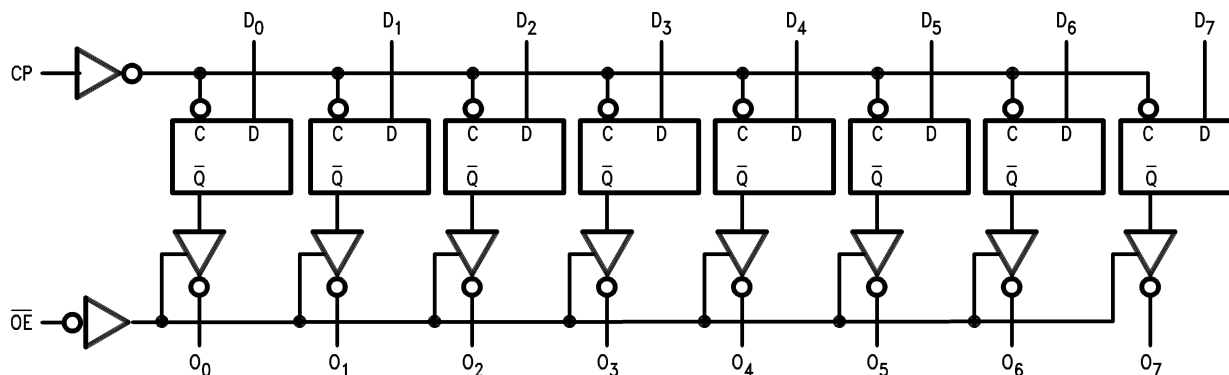 D0 D1 D2 D3 D4 D5 D6 D7
CP
C D C D C D C D C D C D C D C D
Q̅ Q̅ Q̅ Q̅ Q̅ Q̅ Q̅ Q̅
O̅E̅
O0 O1 O2 O3 O4 O5 O6 O7